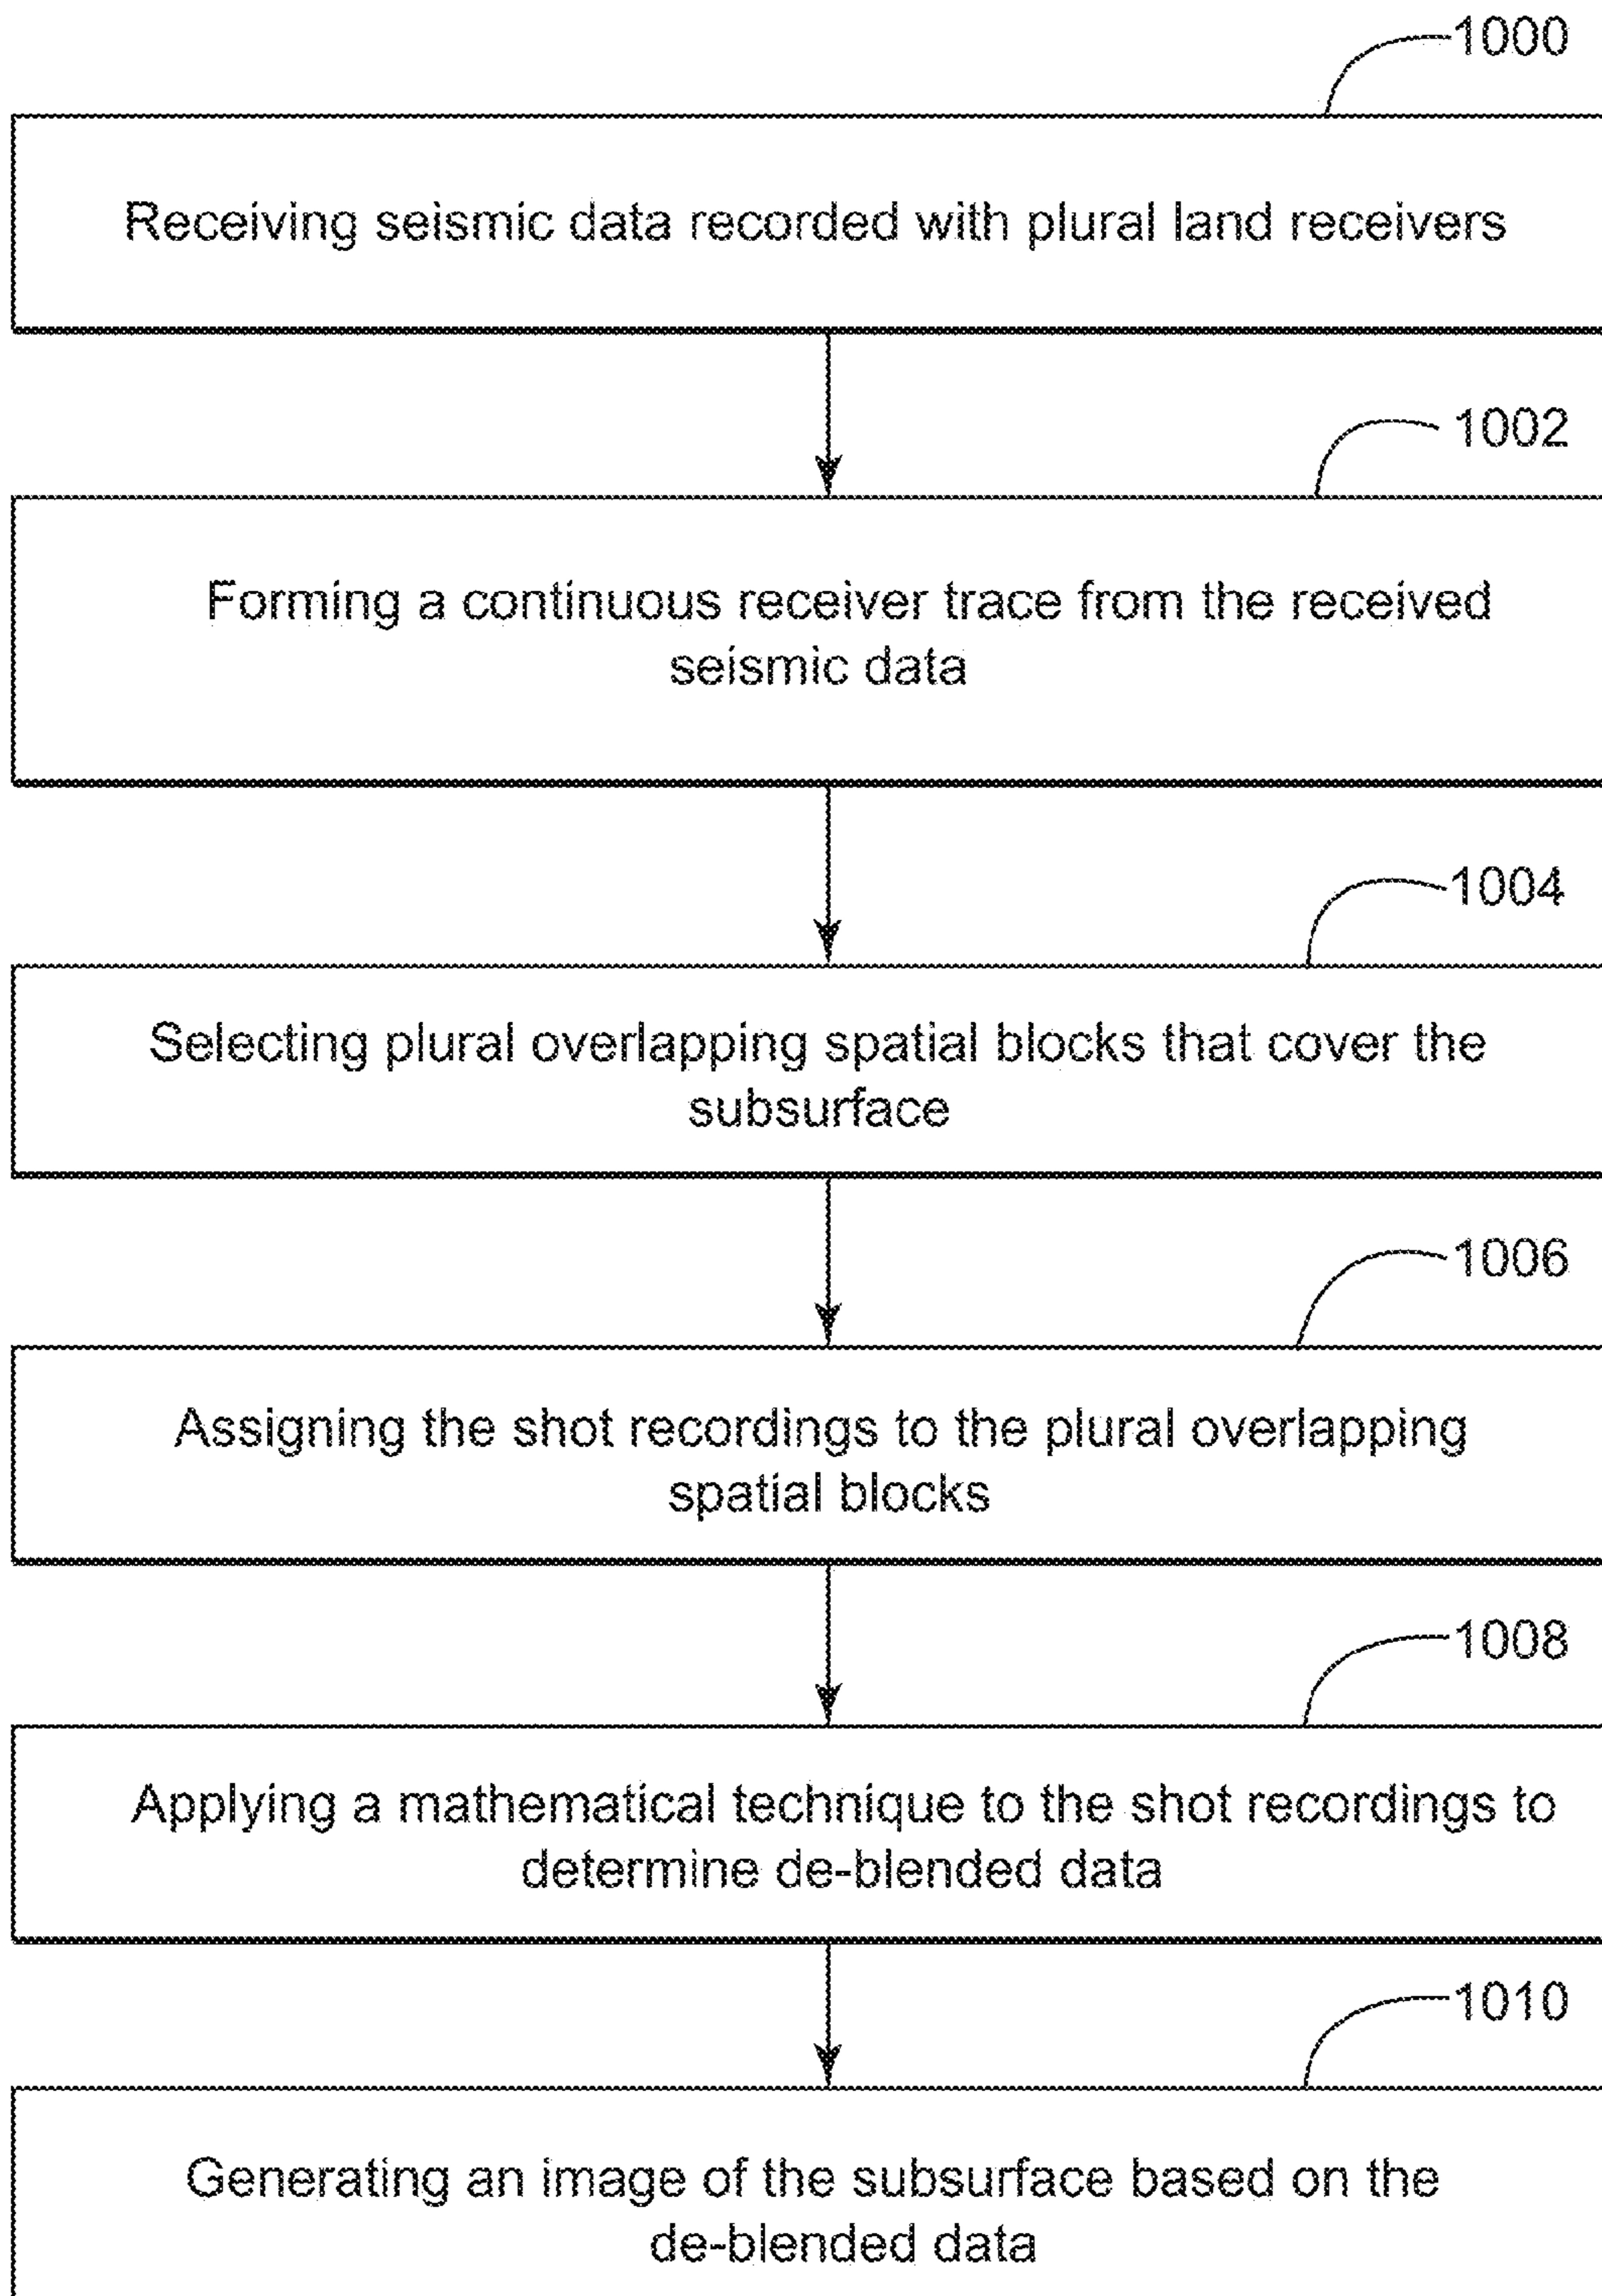 1000
Receiving seismic data recorded with plural land receivers
1002
Forming a continuous receiver trace from the received
seismic data
1004
Selecting plural overlapping spatial blocks that cover the
subsurface
1006
Assigning the shot recordings to the plural overlapping
spatial blocks
1008
Applying a mathematical technique to the shot recordings to
determine de-blended data
1010
Generating an image of the subsurface based on the
de-blended data